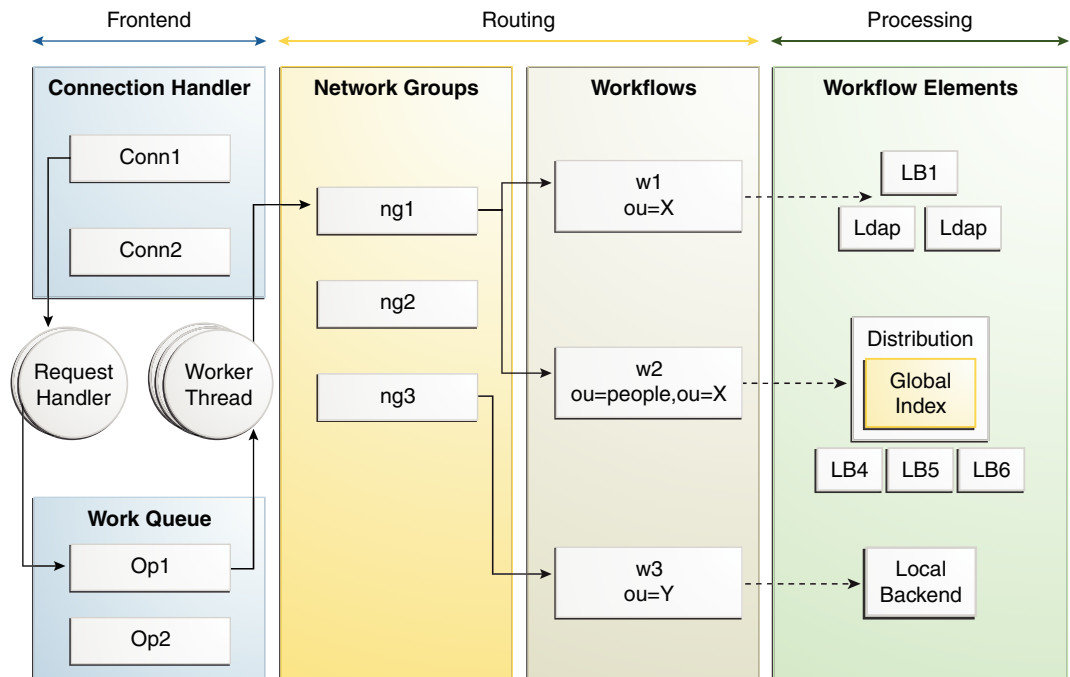 Frontend
Routing
Processing
Connection Handler
Conn1
Conn2
Request
Handler
Worker
Thread
Work Queue
Op1
Op2
Network Groups
ng1
ng2
ng3
Workflows
w1
ou=X
w2
ou=people,ou=X
w3
ou=Y
Workflow Elements
LB1
Ldap
Ldap
Distribution
Global
Index
LB4
LB5
LB6
Local
Backend